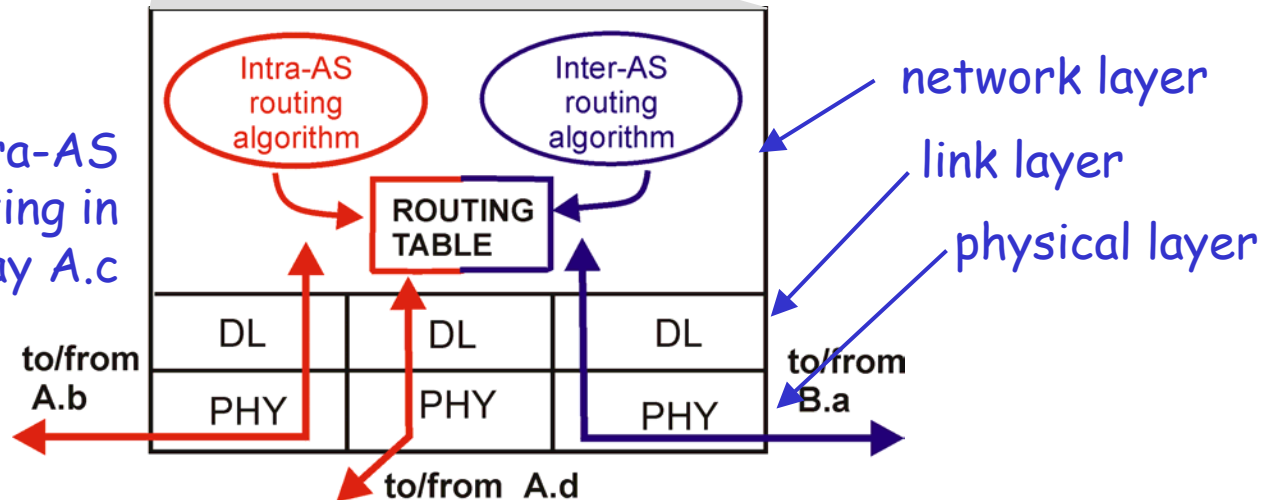 Intra-AS
routing
algorithm
Inter-AS
routing
algorithm
network layer
link layer
physical layer
ROUTING
TABLE
A.c
DL
DL
DL
PHY
PHY
PHY
to/from
A.b
to/from
B.a
to/from A.d